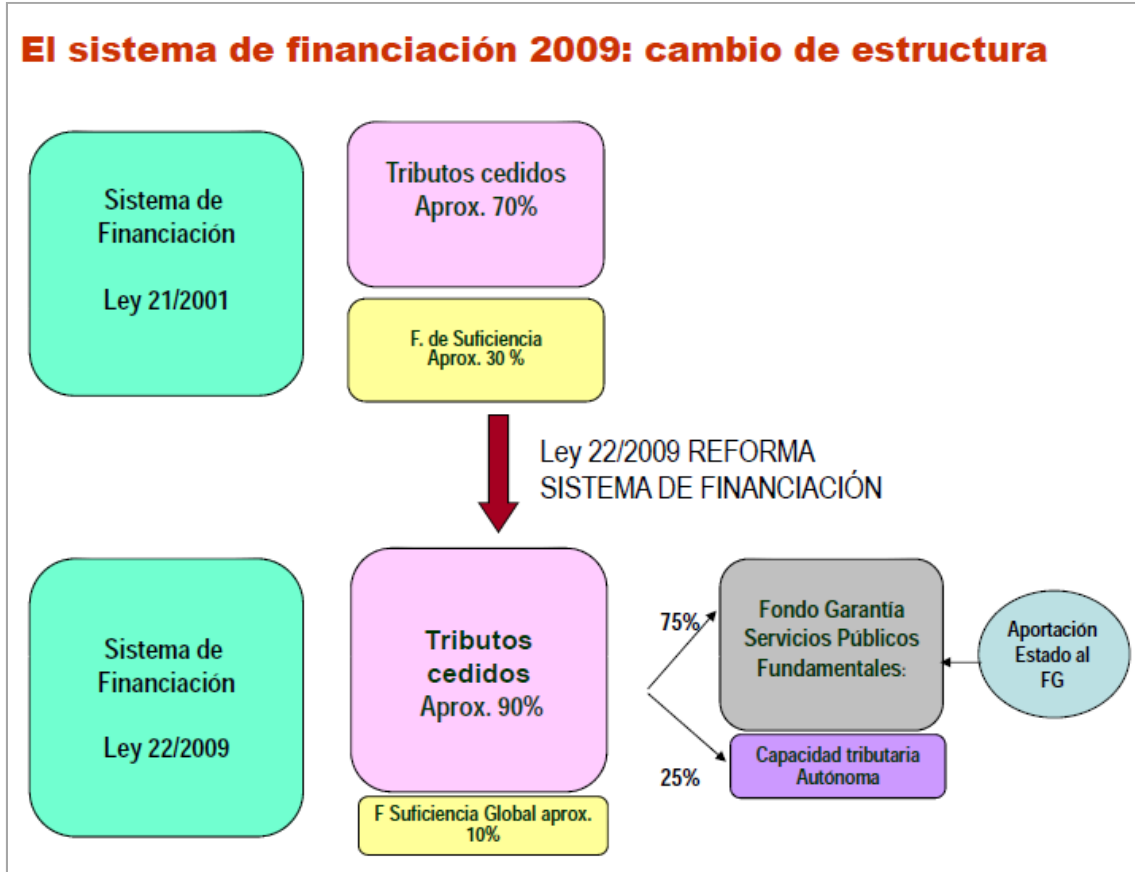 El sistema de financiación 2009: cambio de estructura
Sistema de
Financiación
Ley 21/2001
Tributos cedidos
Aprox. 70%
F. de Suficiencia
Aprox. 30 %
Ley 22/2009 REFORMA
SISTEMA DE FINANCIACIÓN
Sistema de
Financiación
Ley 22/2009
Tributos
cedidos
Aprox. 90%
F Suficiencia Global aprox.
10%
75%
25%
Fondo Garantía
Servicios Públicos
Fundamentales:
Capacidad tributaria
Autónoma
Aportación
Estado al
FG